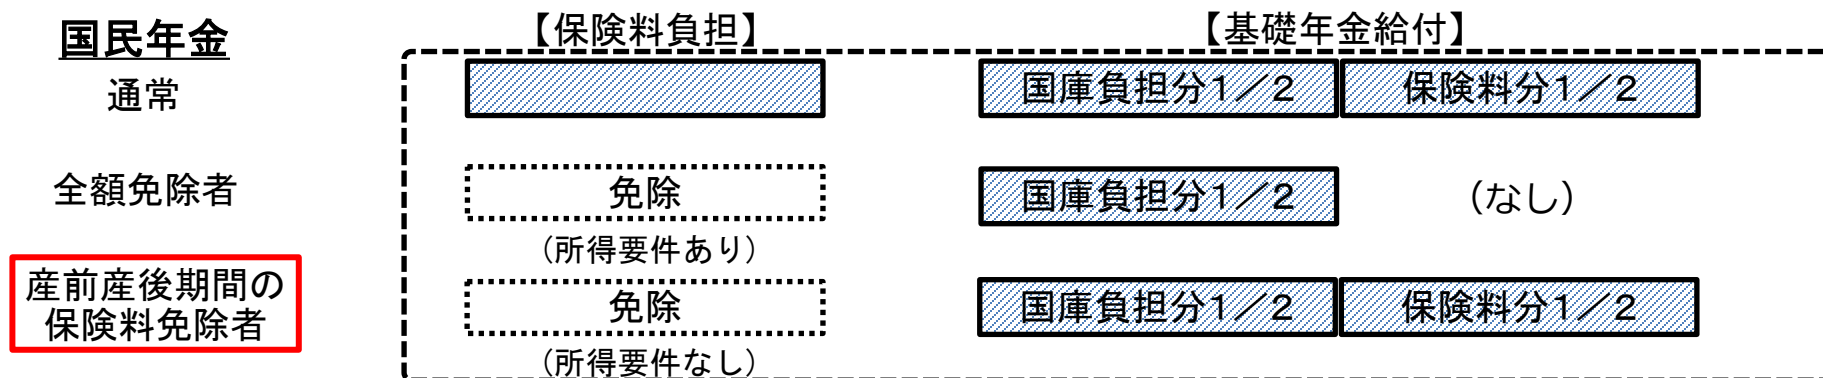 国民年金
【保険料負担】
【基礎年金給付】
通常
国庫負担分1／2
保険料分1／2
全額免除者
免除
国庫負担分1／2
（なし）
（所得要件あり）
産前産後期間の
保険料免除者
免除
国庫負担分1／2
保険料分1／2
（所得要件なし）